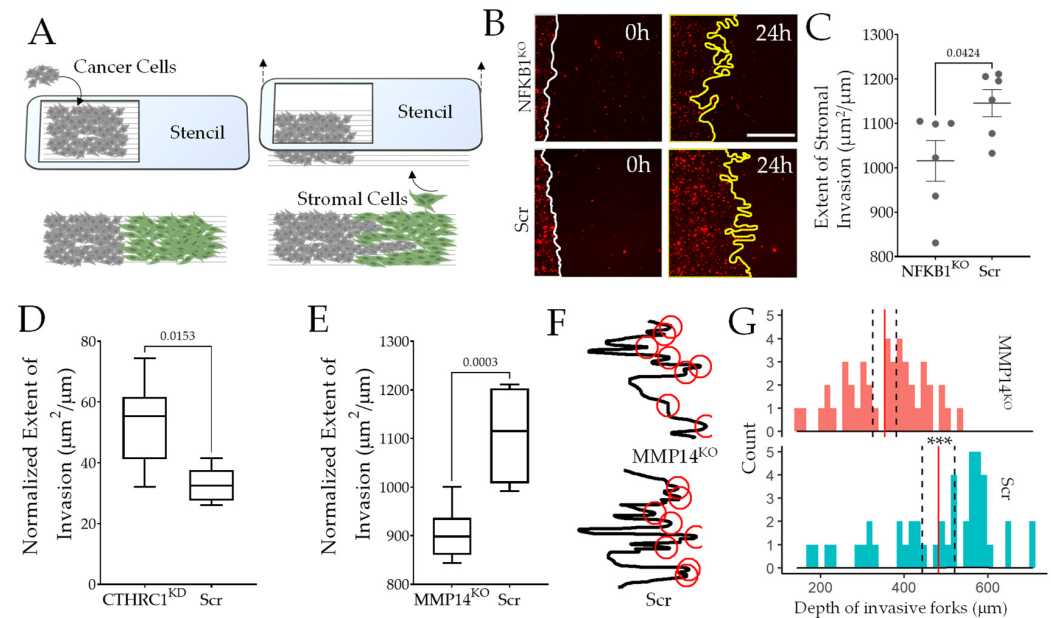 A
Cancer Cells
Stencil
Stencil
Stromal Cells
B
NFKB1KO
0h
24h
Scr
0h
24h
C
Extent of Stromal
Invasion (μm2/μm)
1300
1200
1100
1000
900
800
0.0424
NFKB1KO
Scr
D
Normalized Extent of
Invasion (μm2/μm)
80
60
40
20
0
0.0153
CTHRC1KD
Scr
E
Normalized Extent of
Invasion (μm2/μm)
1300
1200
1100
900
800
0.0003
MMP14KO
Scr
F
MMP14KO
Scr
G
Count
5
4
3
2
1
0
MMP14KO
***
5
4
3
2
1
0
Scr
200
400
600
Depth of invasive forks (μm)